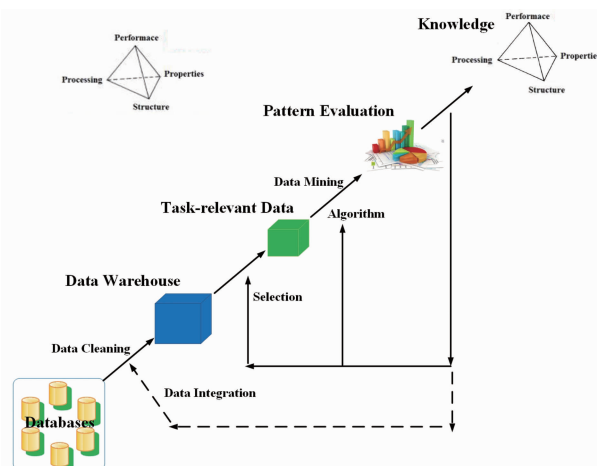 Knowledge
Performace
Performace
Processing
Properties
Structure
Processing
Properties
Structure
Pattern Evaluation
Data Mining
Task-relevant Data
Algorithm
Data Warehouse
Selection
Data Cleaning
Data Integration
Databases